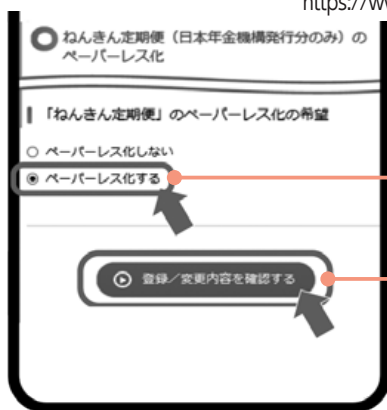 https://ww
ねんきん定期便（日本年金機構発行分のみ）の
ペーパーレス化
「ねんきん定期便」のペーパーレス化の希望
ペーパーレス化しない
ペーパーレス化する
登録／変更内容を確認する